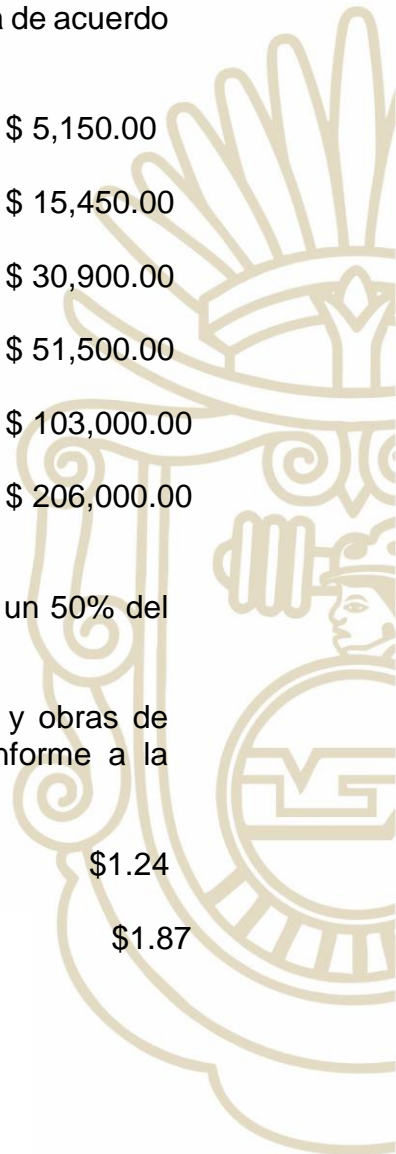 de acuerdo
$ 5,150.00
$ 15,450.00
$ 30,900.00
$ 51,500.00
$ 103,000.00
$ 206,000.00
un 50% del
y obras de
a la
$1.24
$1.87